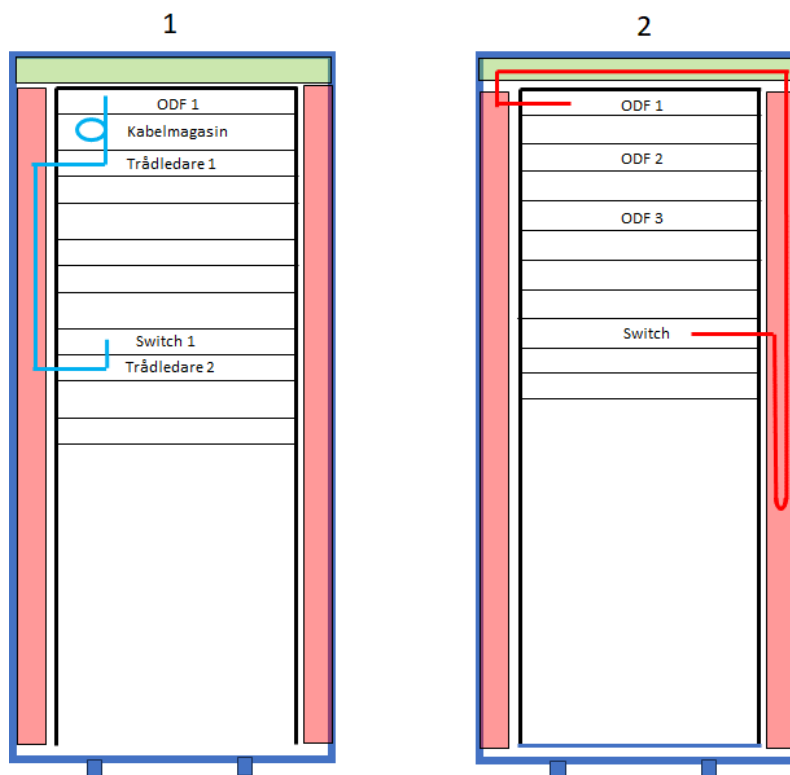 1
ODF 1
Kabelmagasin
Trådledare 1
Switch 1
Trådledare 2
2
ODF 1
ODF 2
ODF 3
Switch